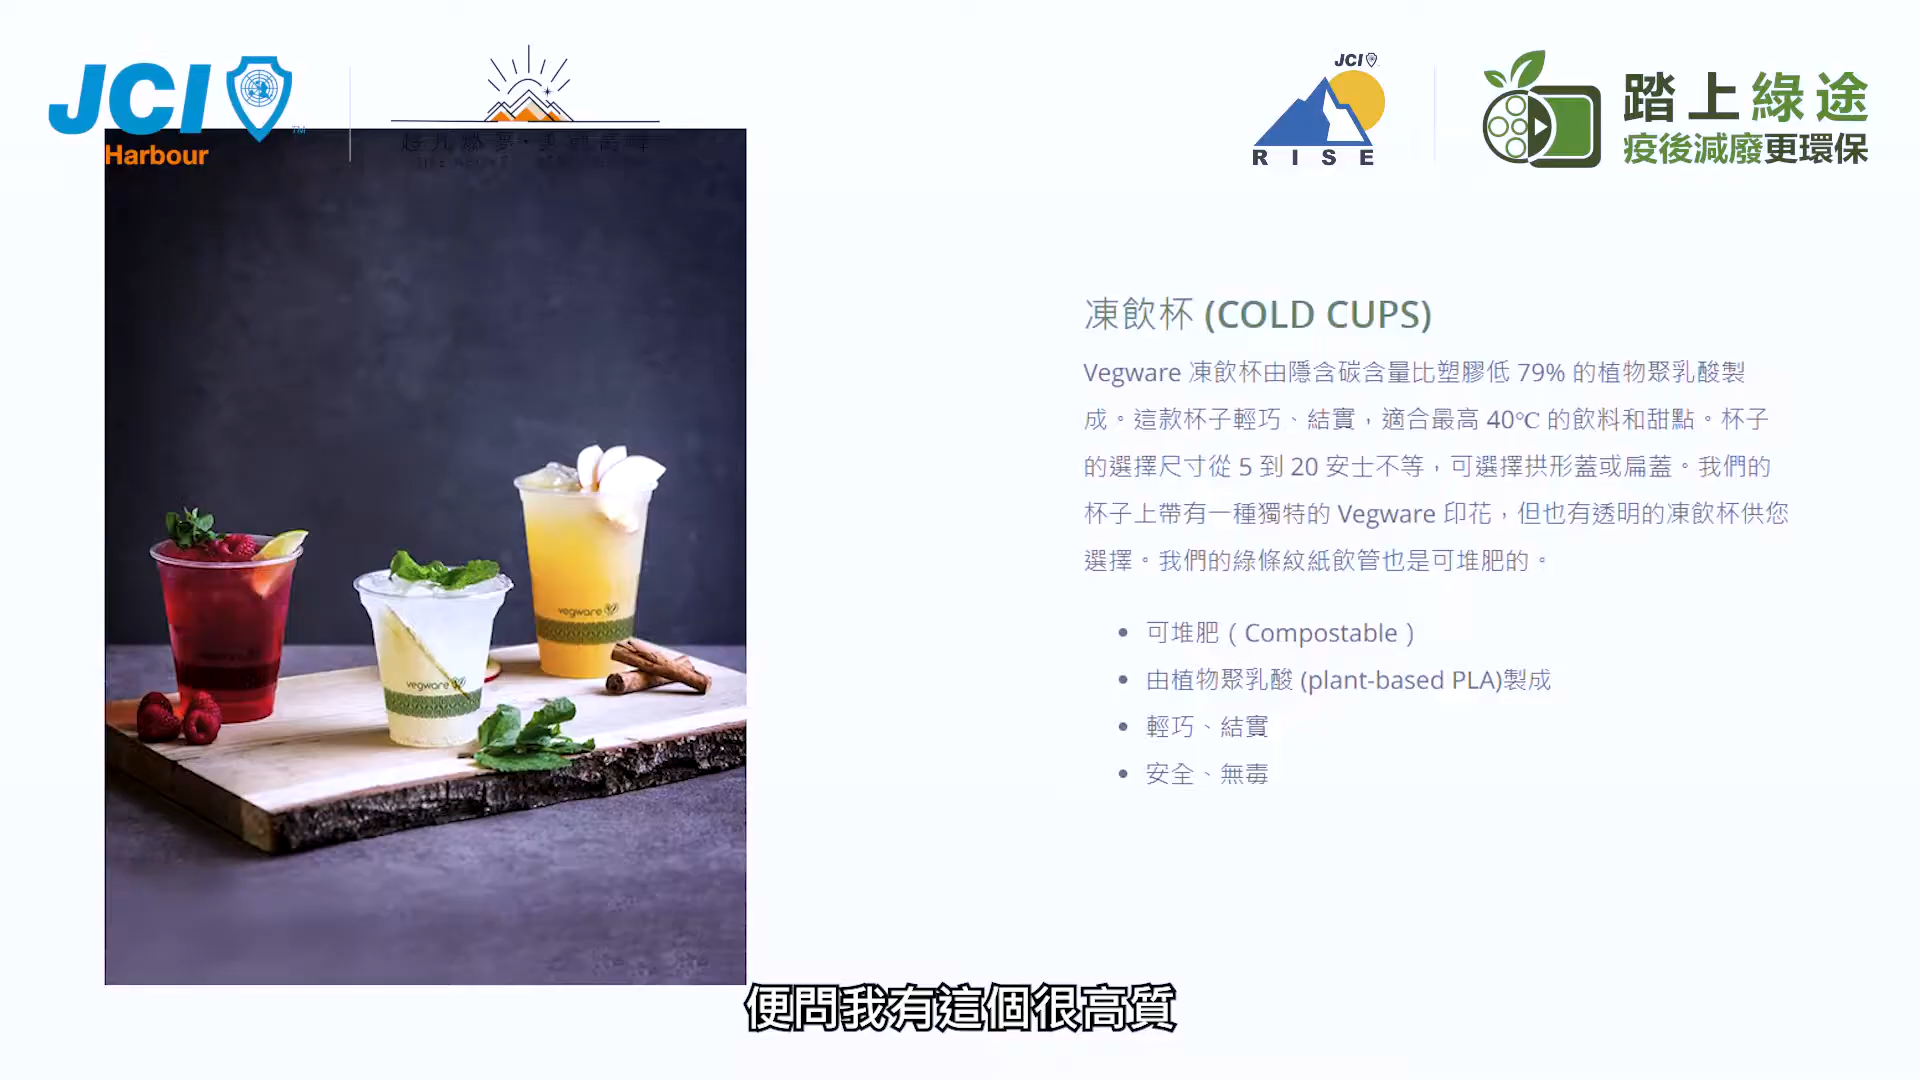 JCI
TM
Harbour
JCI
RISE
踏上綠途
疫後減廢更環保
凍飲杯 (COLD CUPS)
Vegware 凍飲杯由隱含碳含量比塑膠低 79% 的植物聚乳酸製
成。這款杯子輕巧、結實，適合最高 40℃ 的飲料和甜點。杯子
的選擇尺寸從 5 到 20 安士不等，可選擇拱形蓋或扁蓋。我們的
杯子上帶有一種獨特的 Vegware 印花，但也有透明的凍飲杯供您
選擇。我們的綠條紋紙飲管也是可堆肥的。
可堆肥（Compostable）
由植物聚乳酸 (plant-based PLA)製成
輕巧、結實
安全、無毒
vegware
vegware
便問我有這個很高質